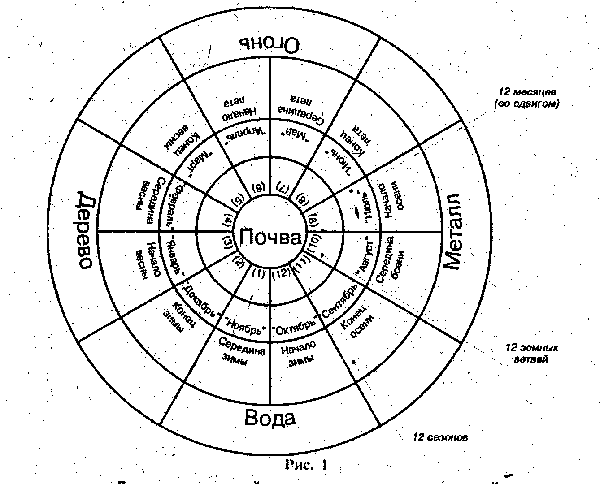 Огонь
Начало
лета
Середина
лета
Конец
лета
Начало
осени
Середина
осени
Конец
осени
Начало
зимы
Середина
зимы
Конец
зимы
Начало
весны
Середина
весны
Конец
весны
"Апрель"
"Май"
"Июнь"
"Июль"
"Август"
"Сентябрь"
"Октябрь"
"Ноябрь"
"Декабрь"
"Январь"
"Февраль"
"Март"
(6)
(7)
(8)
(9)
(10)
(11)
(12)
(1)
(2)
(3)
(4)
(5)
Дерево
Почва
Металл
Вода
12 месяцев
(со сдвигом)
12 земных
ветвей
Рис. 1